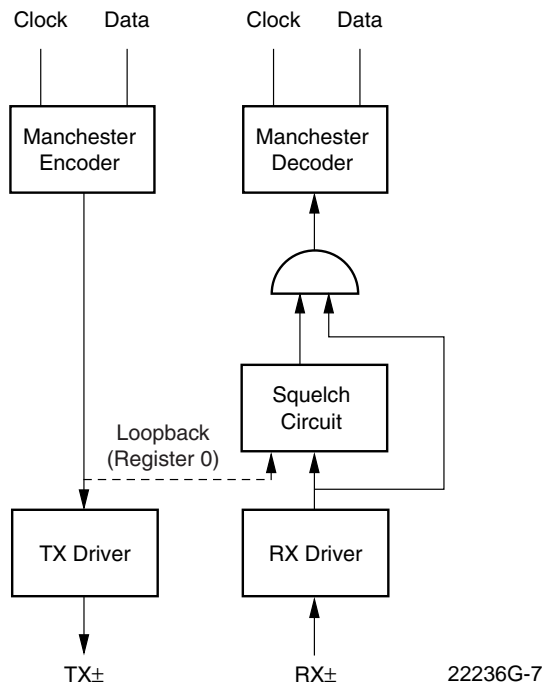 Clock Data Clock Data
Manchester
Encoder
Manchester
Decoder
Squelch
Circuit
Loopback
(Register 0)
TX Driver
RX Driver
TX± RX± 22236G-7